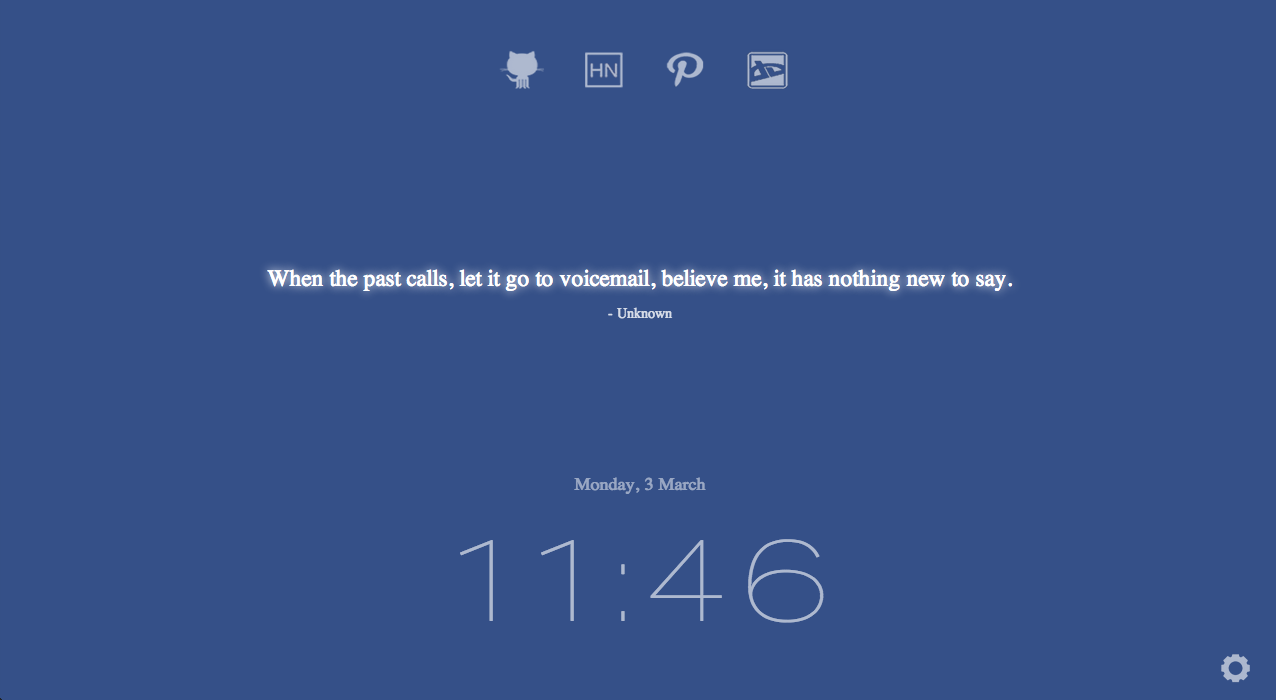 HN
When the past calls, let it go to voicemail, believe me, it has nothing new to say.
- Unknown
Monday, 3 March
11:46